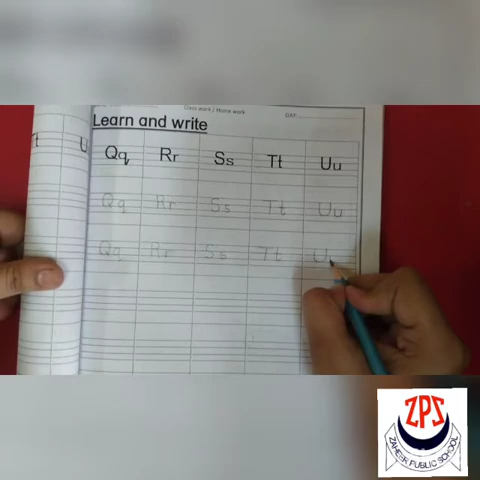 Class work / Home work
DAY:
Learn and write
Tt U Qq Rr Ss Tt Uu
Qq Rr Ss Tt Uu
Qq Rr Ss Tt U
ZPS
ZAHEER PUBLIC SCHOOL